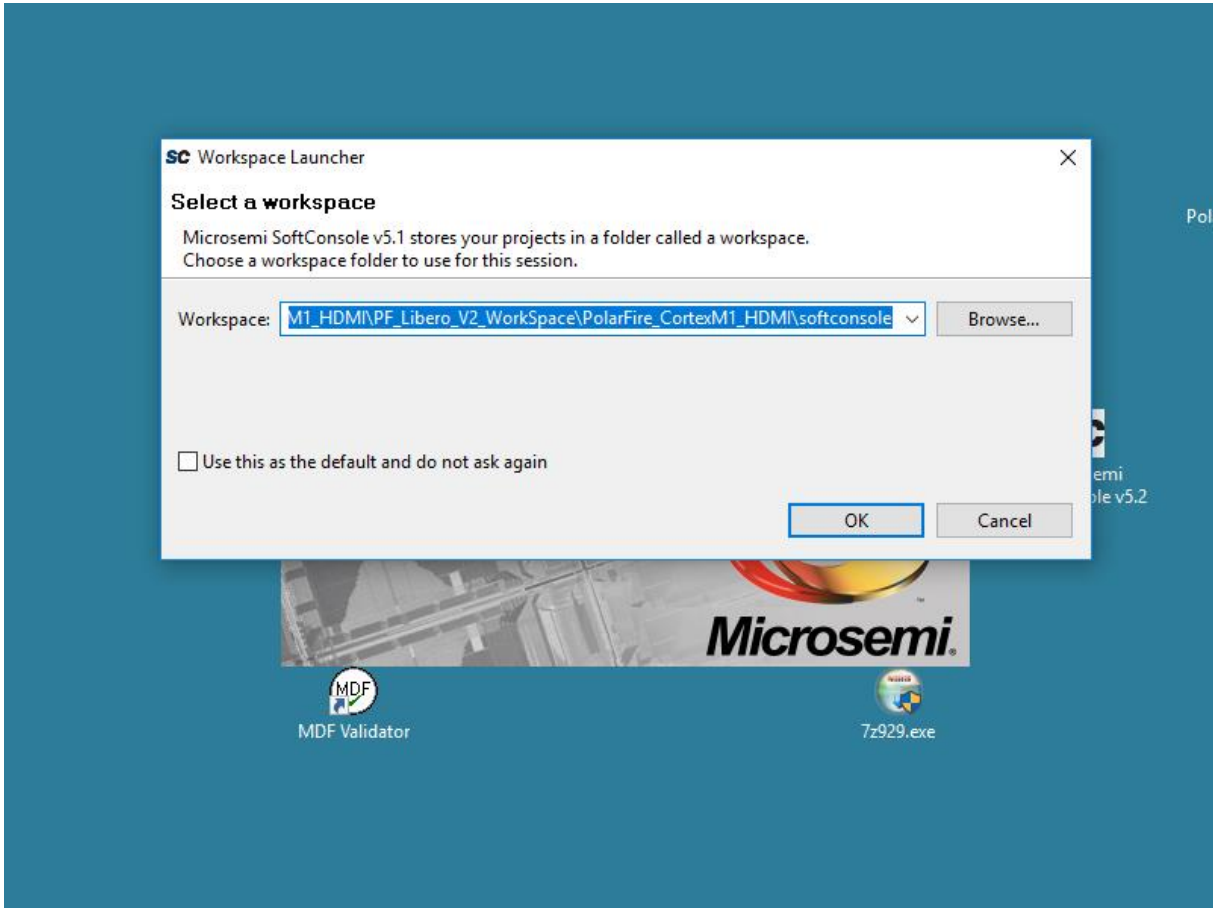 SC Workspace Launcher
Select a workspace
Microsemi SoftConsole v5.1 stores your projects in a folder called a workspace.
Choose a workspace folder to use for this session.
Workspace: M1_HDMI\PF_Libero_V2_WorkSpace\PolarFire_CortexM1_HDMI\softconsole Browse...
Use this as the default and do not ask again
OK Cancel
Pol
emi
ole v5.2
Microsemi.
MDF
MDF Validator
7z929.exe